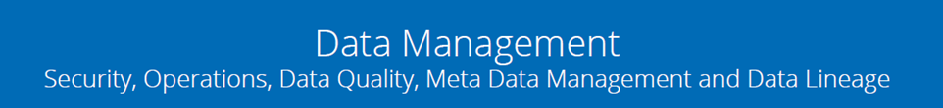 Data Management
Security, Operations, Data Quality, Meta Data Management and Data Lineage